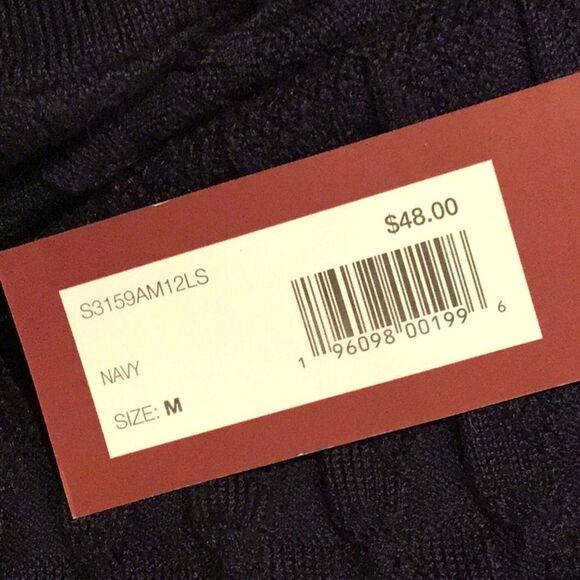 $48.00
S3159AM12LS
1 96098 00199 6
NAVY
SIZE: M